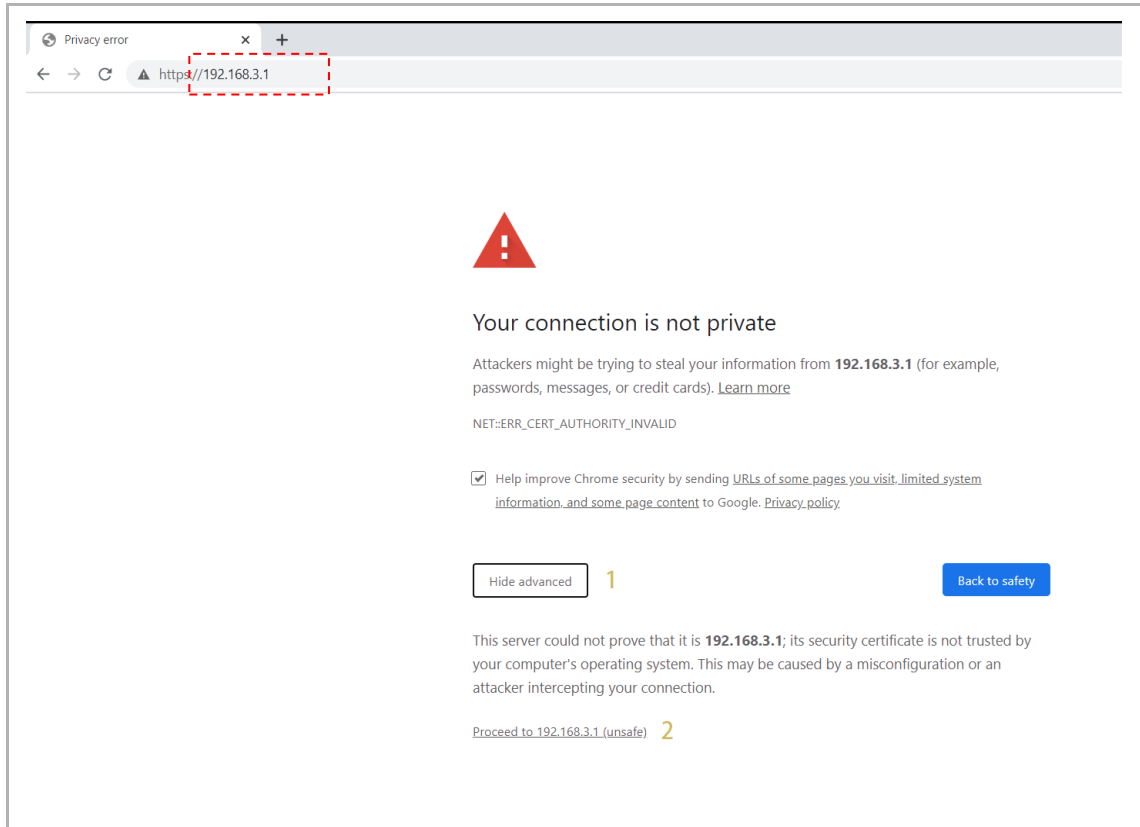 Privacy error
https://192.168.3.1
Your connection is not private
Attackers might be trying to steal your information from 192.168.3.1 (for example,
passwords, messages, or credit cards). Learn more
NET::ERR_CERT_AUTHORITY_INVALID
Help improve Chrome security by sending URLs of some pages you visit, limited system
information, and some page content to Google. Privacy policy
Hide advanced 1 Back to safety
This server could not prove that it is 192.168.3.1; its security certificate is not trusted by
your computer's operating system. This may be caused by a misconfiguration or an
attacker intercepting your connection.
Proceed to 192.168.3.1 (unsafe) 2